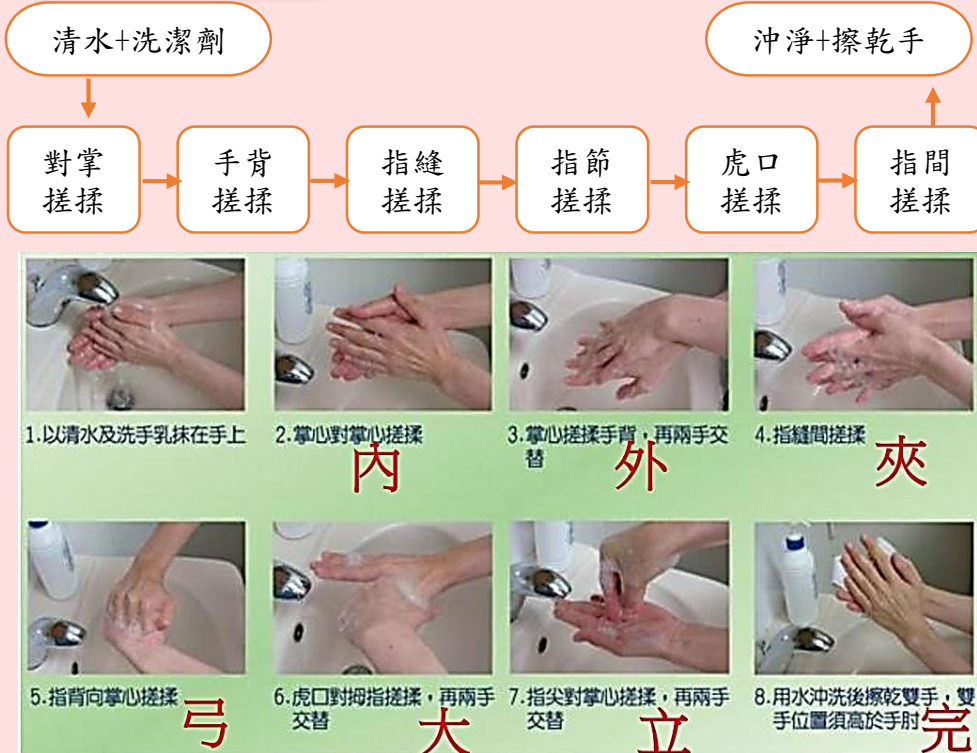 清水+洗潔劑
沖淨+擦乾手
對掌
搓揉
手背
搓揉
指縫
搓揉
指節
搓揉
虎口
搓揉
指間
搓揉
1.以清水及洗手乳抹在手上
2.掌心對掌心搓揉
內
3.掌心搓揉手背，再兩手交
替
外
4.指縫間搓揉
夾
5.指背向掌心搓揉
弓
6.虎口對拇指搓揉，再兩手
交替
大
7.指尖對掌心搓揉，再兩手
交替
立
8.用水沖洗後擦乾雙手，雙
手位置須高於手肘
完